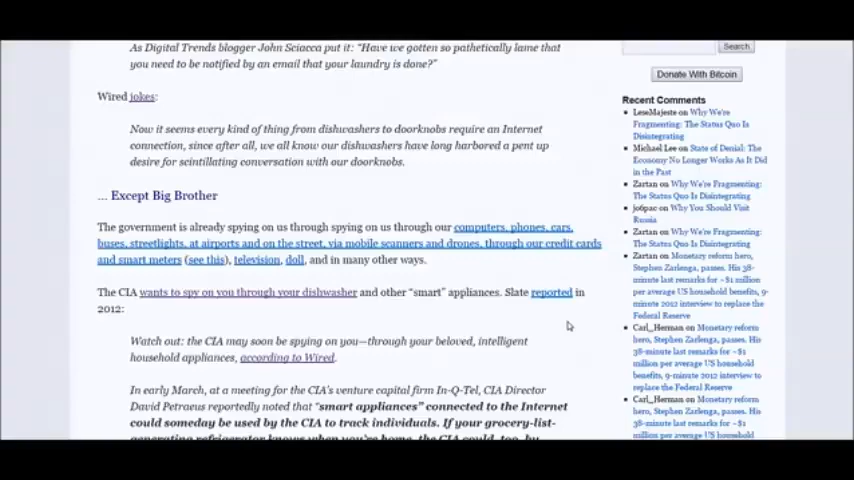 As Digital Trends blogger John Sciacca put it: “Have we gotten so pathetically lame that
you need to be notified by an email that your laundry is done?”
Wired jokes:
Now it seems every kind of thing from dishwashers to doorknobs require an Internet
connection, since after all, we all know our dishwashers have long harbored a pent up
desire for scintillating conversation with our doorknobs.
... Except Big Brother
The government is already spying on us through spying on us through our computers, phones, cars,
buses, streetlights, at airports and on the street, via mobile scanners and drones, through our credit cards
and smart meters (see this), television, doll, and in many other ways.
The CIA wants to spy on you through your dishwasher and other “smart” appliances. Slate reported in
2012:
Watch out: the CIA may soon be spying on you—through your beloved, intelligent
household appliances, according to Wired.
In early March, at a meeting for the CIA’s venture capital firm In-Q-Tel, CIA Director
David Petraeus reportedly noted that “smart appliances” connected to the Internet
could someday be used by the CIA to track individuals. If your grocery-list-
generating refrigerator knows when you’re home, the CIA could, too, by
Search
Donate With Bitcoin
Recent Comments
LeseMajeste on Why We're
Fragmenting: The Status Quo Is
Disintegrating
Michael Lee on State of Denial: The
Economy No Longer Works As It Did
in the Past
Zartan on Why We're Fragmenting:
The Status Quo Is Disintegrating
jo6pac on Why You Should Visit
Russia
Zartan on Why We're Fragmenting:
The Status Quo Is Disintegrating
Zartan on Monetary reform hero,
Stephen Zarlenga, passes. His 38-
minute last remarks for ~$1 million
per average US household
benefits, 9-
minute 2012 interview to replace the
Federal Reserve
Carl_Herman on Monetary reform
hero, Stephen Zarlenga, passes. His
38-minute last remarks for ~$1
million per average US household
benefits, 9-minute 2012 interview to
replace the Federal Reserve
Carl_Herman on Monetary reform
hero, Stephen Zarlenga, passes. His
38-minute last remarks for ~$1
million per average US household